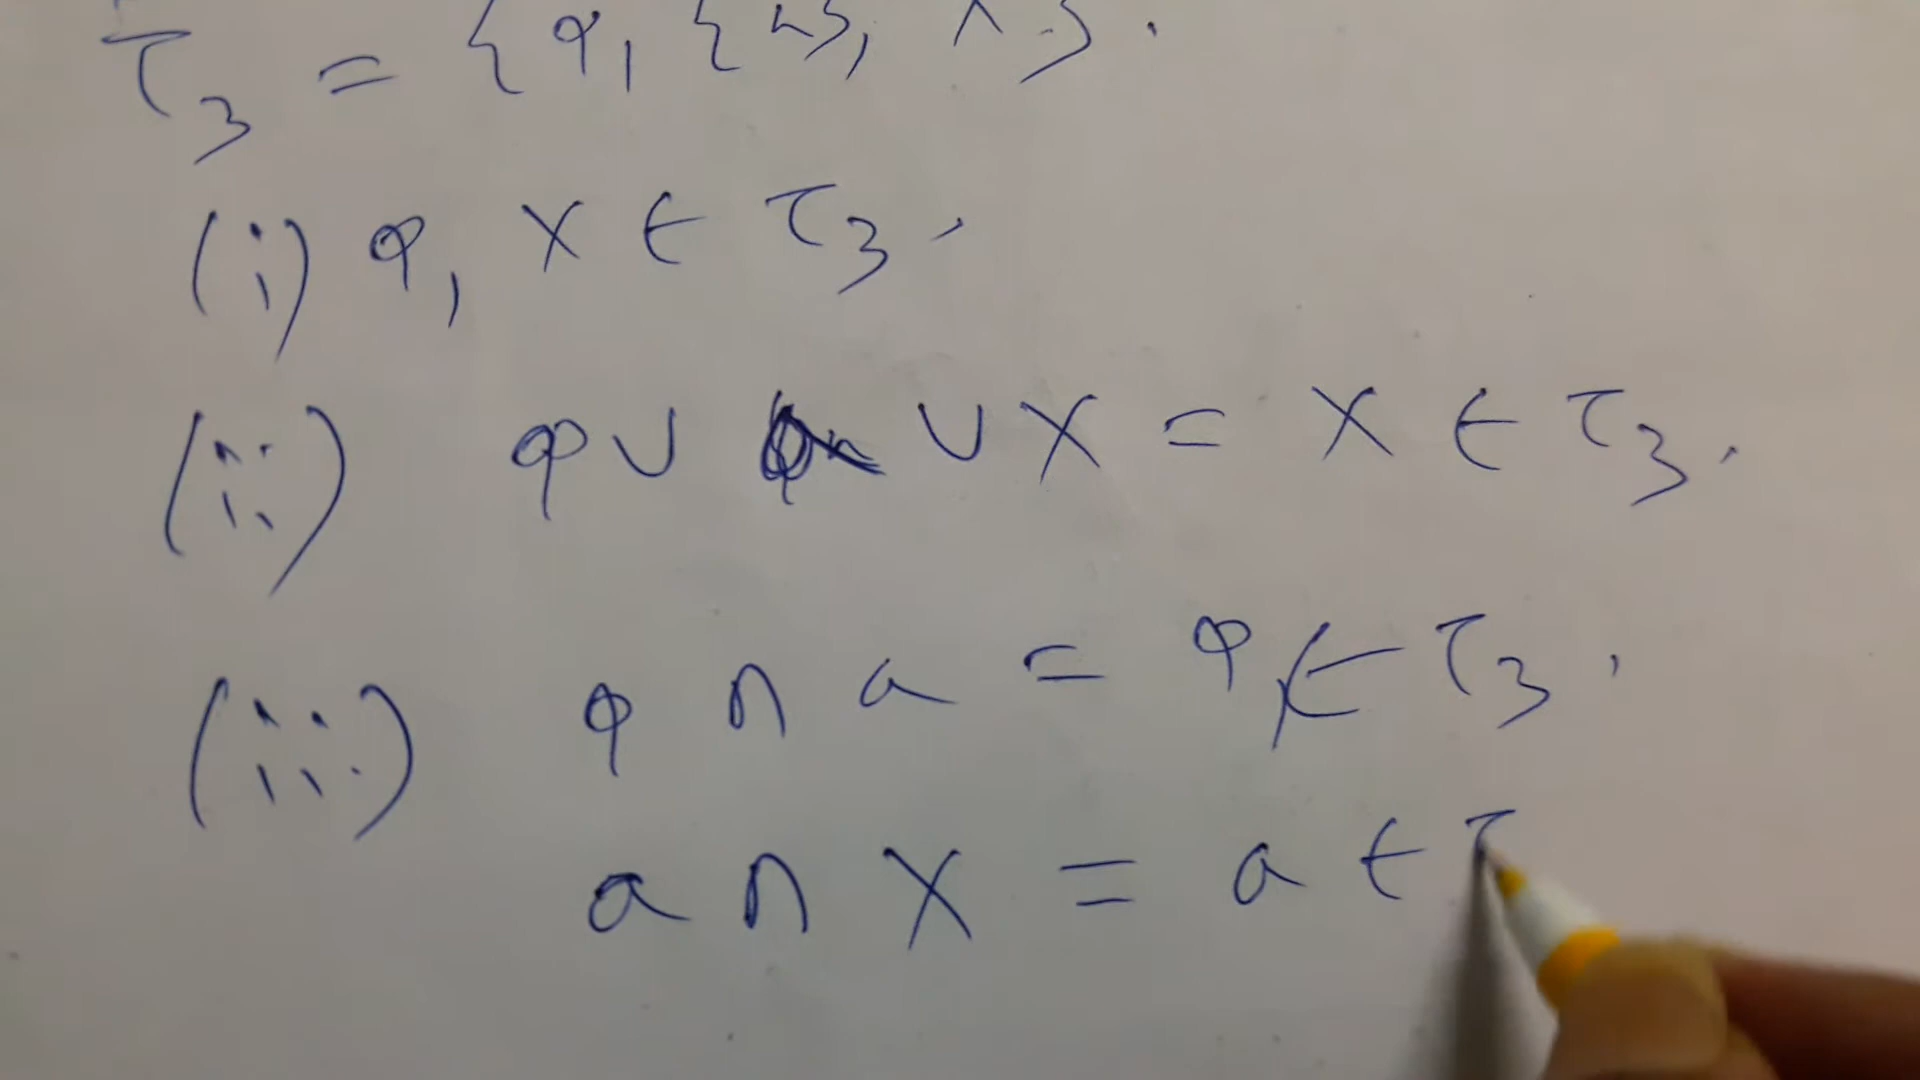 τ₃ = {φ, {a}, X}.
(i) φ, X ∈ τ₃.
(ii) φ ∪ a ∪ X = X ∈ τ₃.
(iii) φ ∩ a = φ, ∈ τ₃.
a ∩ X = a ∈ τ